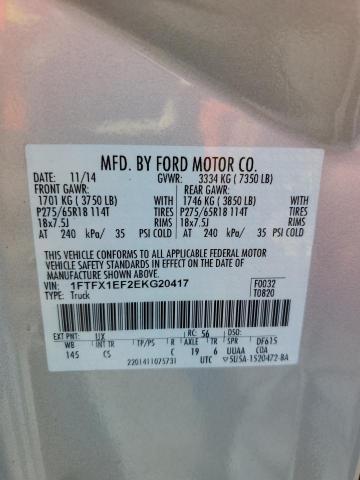 MFD. BY FORD MOTOR CO.
DATE: 11/14 GVWR: 3334 KG ( 7350 LB)
FRONT GAWR: REAR GAWR:
1701 KG ( 3750 LB) WITH 1746 KG ( 3850 LB) WITH
P275/65R18 114T TIRES P275/65R18 114T TIRES
18x7.5J RIMS 18x7.5J RIMS
AT 240 kPa/ 35 PSI COLD AT 240 kPa/ 35 PSI COLD
THIS VEHICLE CONFORMS TO ALL APPLICABLE FEDERAL MOTOR
VEHICLE SAFETY STANDARDS IN EFFECT ON THE DATE OF
MANUFACTURE SHOWN ABOVE.
VIN: 1FTFX1EF2EKG20417 F0032
TYPE: Truck T0820
EXT PNT: UX RC: 56 DSO:
WB INT TR TP/PS R AXLE TR SPR DF615
145 CS C 19 6 UUAA CDA
2201411075731 UTC 5U5A-1520472-BA